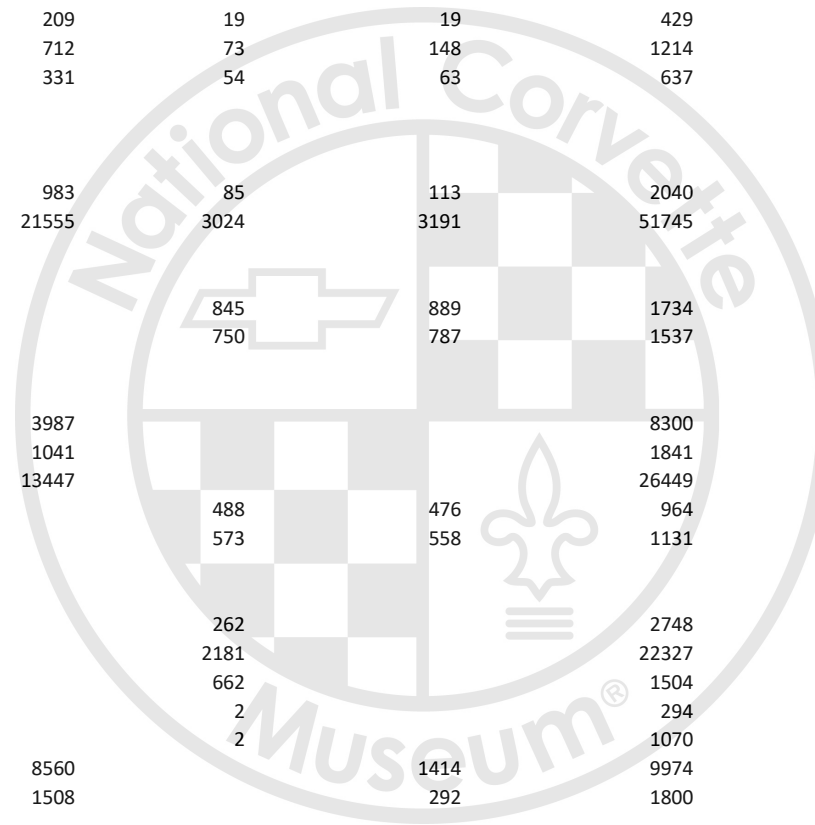 209 19 19 429
712 73 148 1214
331 54 63 637
983 85 113 2040
21555 3024 3191 51745
845 889 1734
750 787 1537
3987 8300
1041 1841
13447 26449
488 476 964
573 558 1131
262 2748
2181 22327
662 1504
2 294
2 1070
8560 1414 9974
1508 292 1800
National Corvette
Museum®